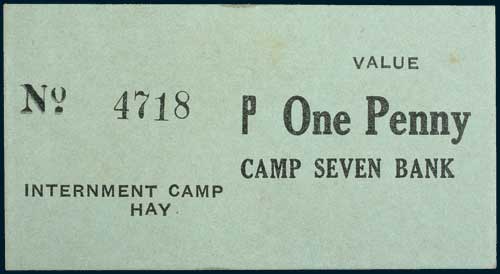 VALUE
Nº 4718
P One Penny
CAMP SEVEN BANK
INTERNMENT CAMP
HAY